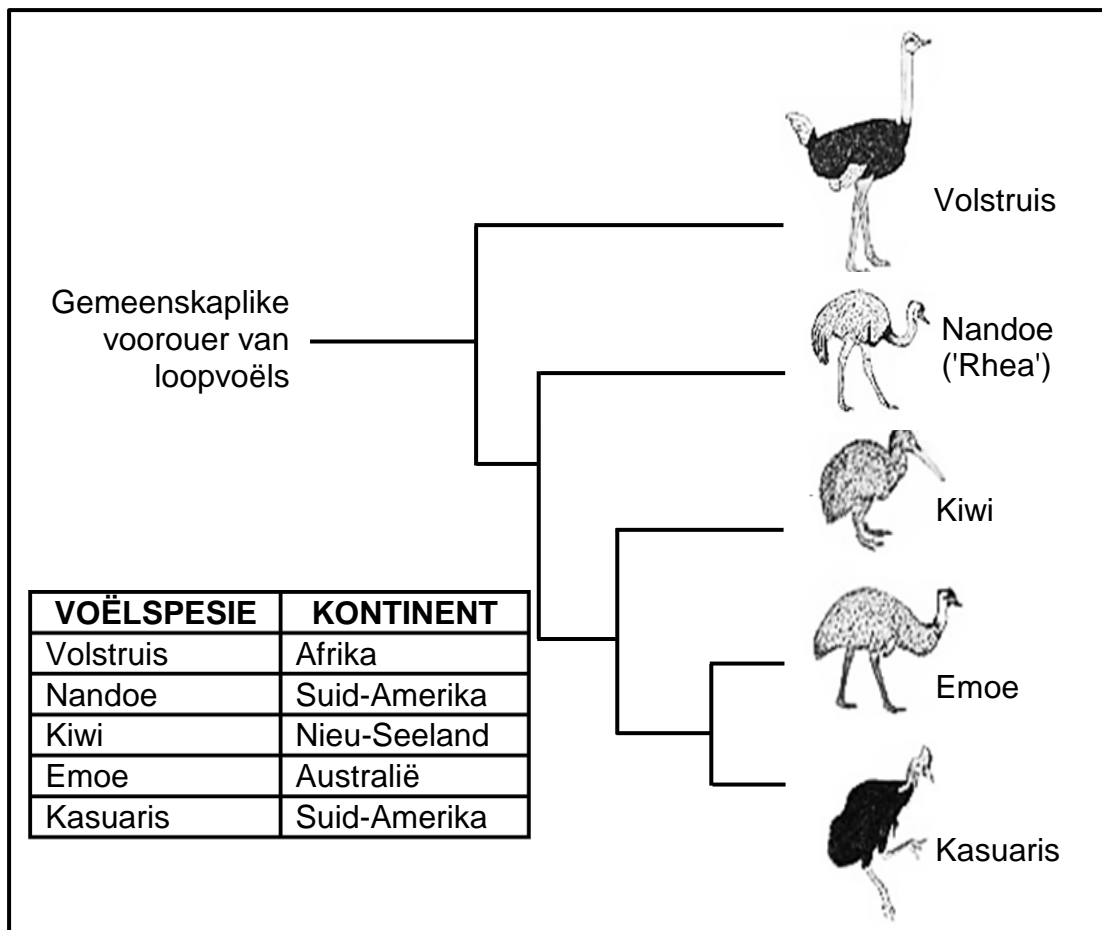 Volstruis
Gemeenskaplike
voorouer van
loopvoëls
Nandoe
('Rhea')
Kiwi
Emoe
Kasuaris
VOËLSPESIE KONTINENT
Volstruis Afrika
Nandoe Suid-Amerika
Kiwi Nieu-Seeland
Emoe Australië
Kasuaris Suid-Amerika